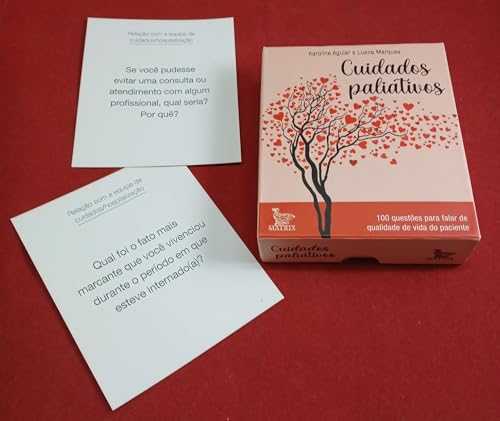 Relação com a equipe de
cuidados/hospitalização
Se você pudesse
evitar uma consulta ou
atendimento com algum
profissional, qual seria?
Por quê?
Relação com a equipe de
cuidados/hospitalização
Qual foi o fato mais
marcante que você vivenciou
durante o período em que
esteve internado(a)?
Karoline Aguiar e Luana Marques
Cuidados
paliativos
100 questões para falar de
qualidade de vida do paciente
MATRIX
Cuidados
paliativos
MATRIX